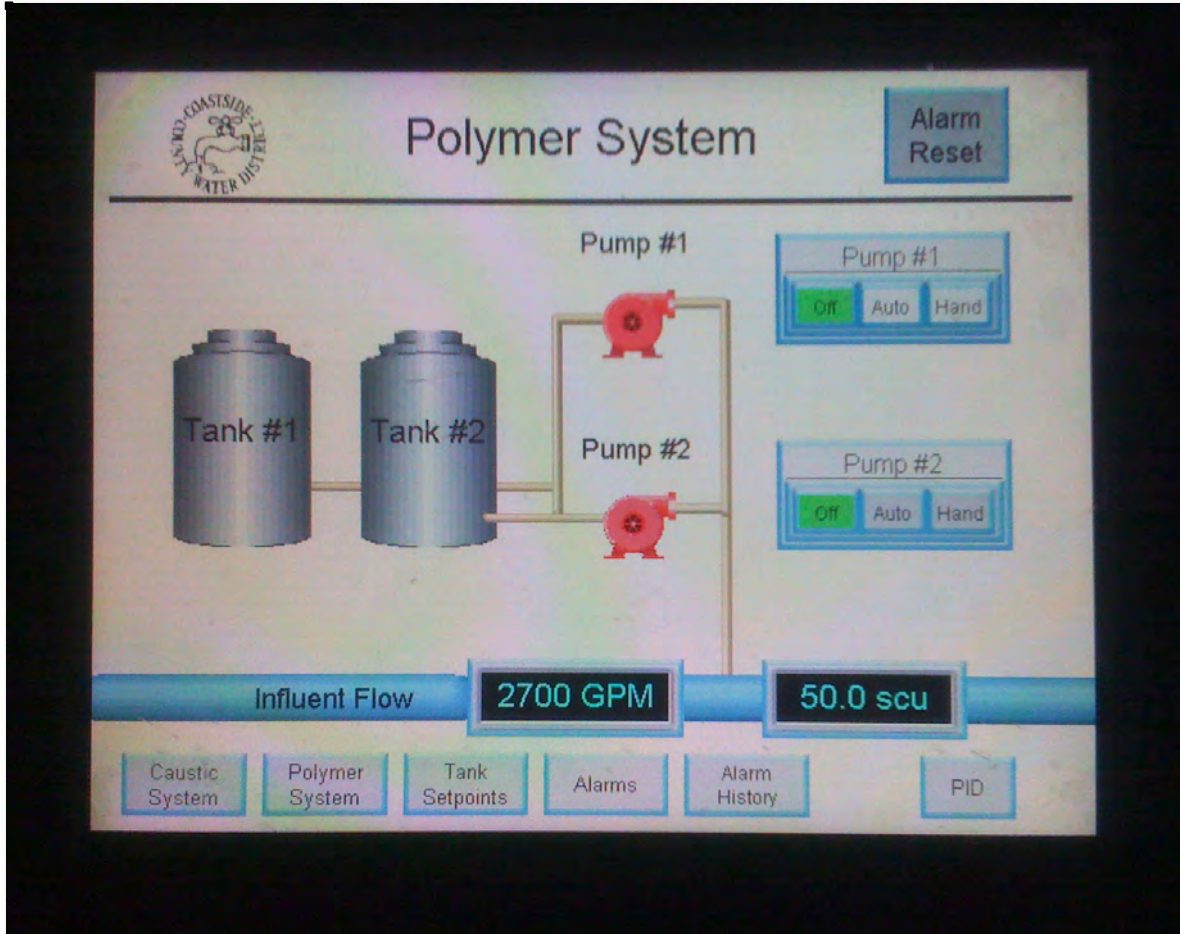 COASTSIDE
COUNTY WATER DISTRICT
Polymer System
Alarm
Reset
Pump #1
Pump #1
Off Auto Hand
Tank #1 Tank #2
Pump #2
Pump #2
Off Auto Hand
Influent Flow 2700 GPM 50.0 scu
Caustic
System
Polymer
System
Tank
Setpoints
Alarms
Alarm
History
PID